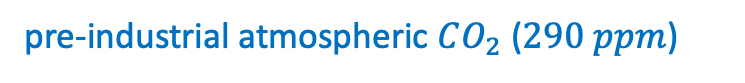 pre-industrial atmospheric CO₂ (290 ppm)